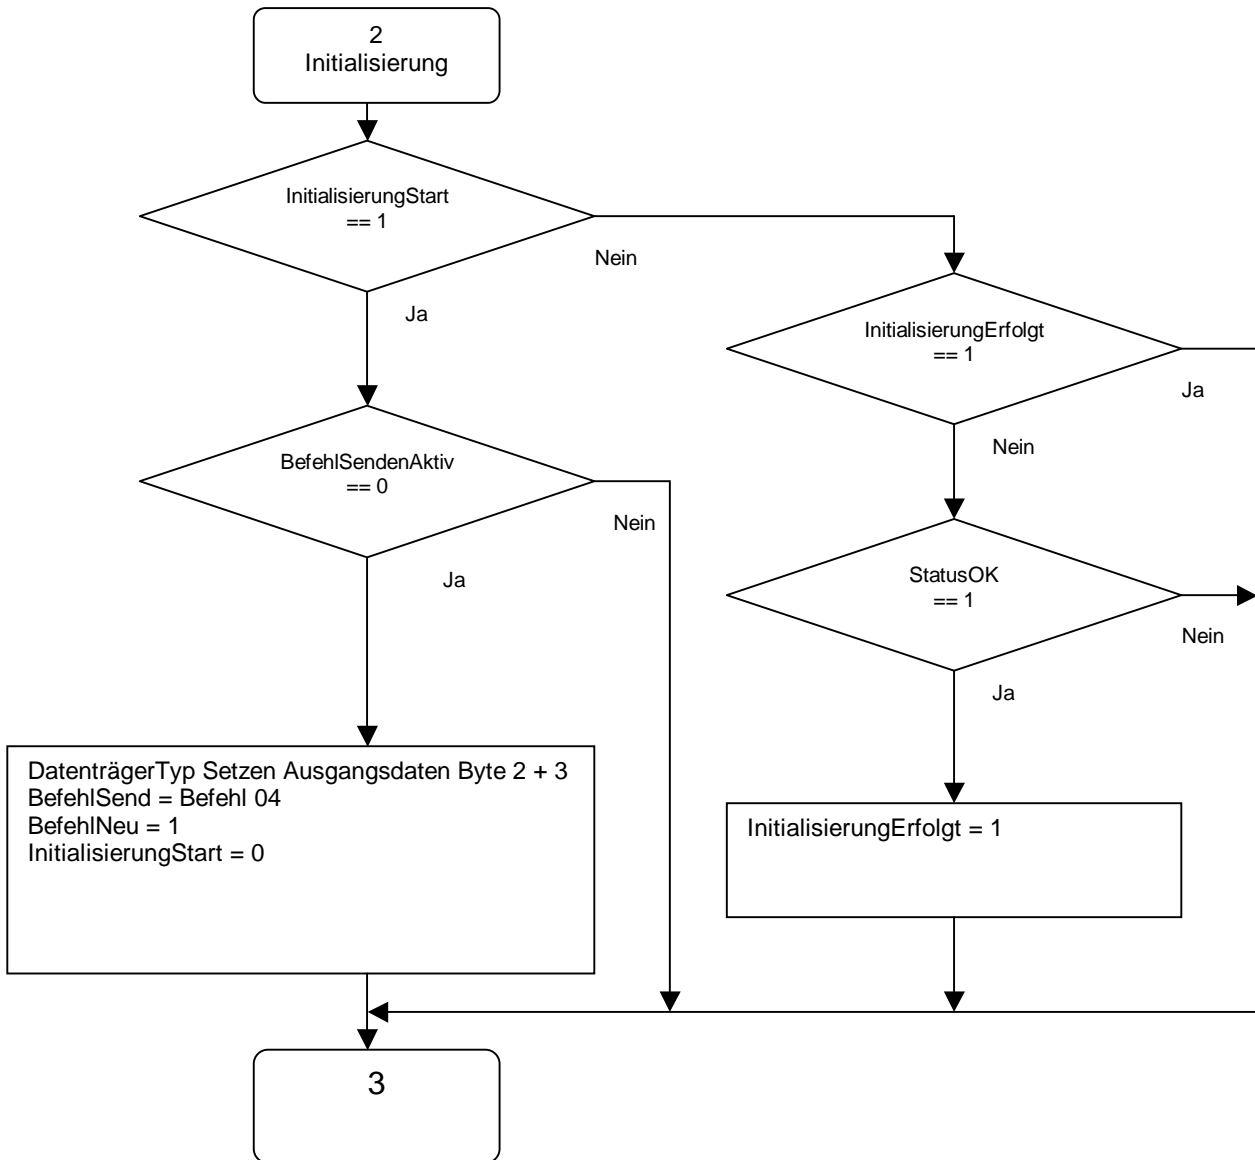 2
Initialisierung
InitialisierungStart
== 1
Nein
Ja
InitialisierungErfolgt
== 1
Ja
Nein
BefehlSendenAktiv
== 0
Nein
Ja
StatusOK
== 1
Nein
Ja
DatenträgerTyp Setzen Ausgangsdaten Byte 2 + 3
BefehlSend = Befehl 04
BefehlNeu = 1
InitialisierungStart = 0
InitialisierungErfolgt = 1
3